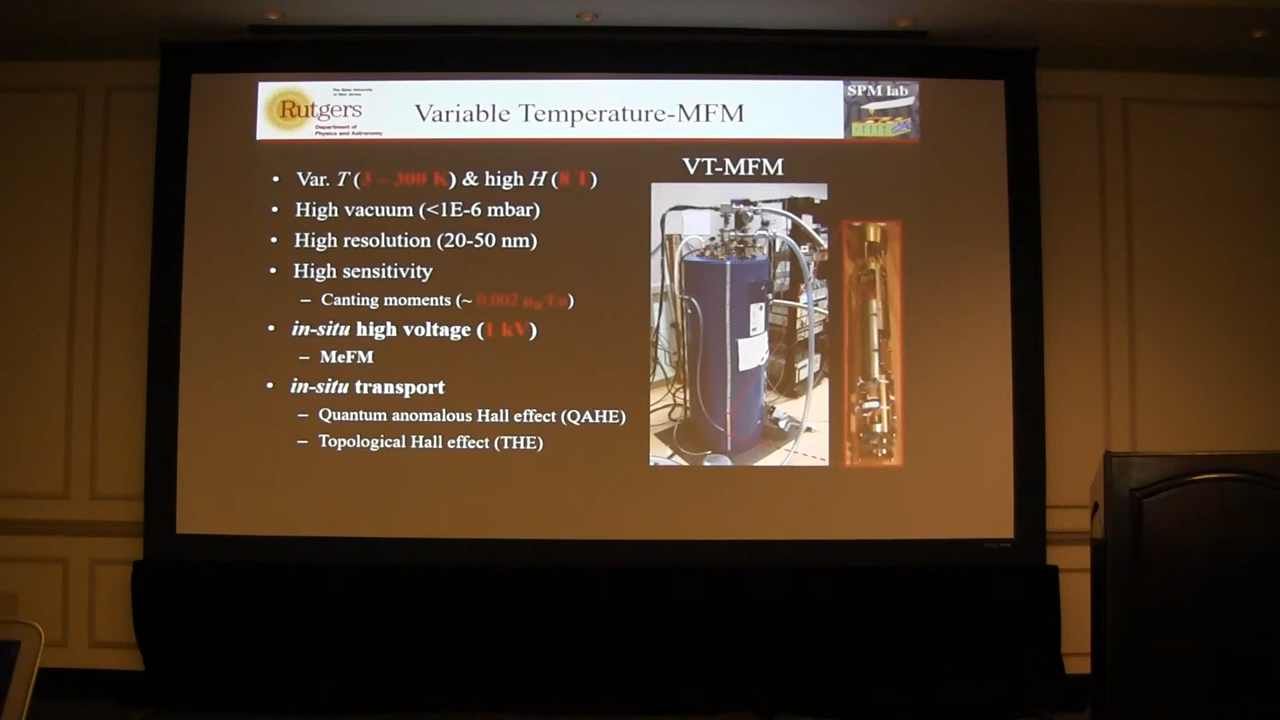 The State University
of New Jersey
Rutgers
Department of
Physics and Astronomy
Variable Temperature-MFM
SPM lab
• Var. T (3 – 300 K) & high H (8 T)
• High vacuum (<1E-6 mbar)
• High resolution (20-50 nm)
• High sensitivity
– Canting moments (~ 0.002
• in-situ high voltage (1 kV)
– MeFM
• in-situ transport
– Quantum anomalous Hall effect (QAHE)
– Topological Hall effect (THE)
VT-MFM